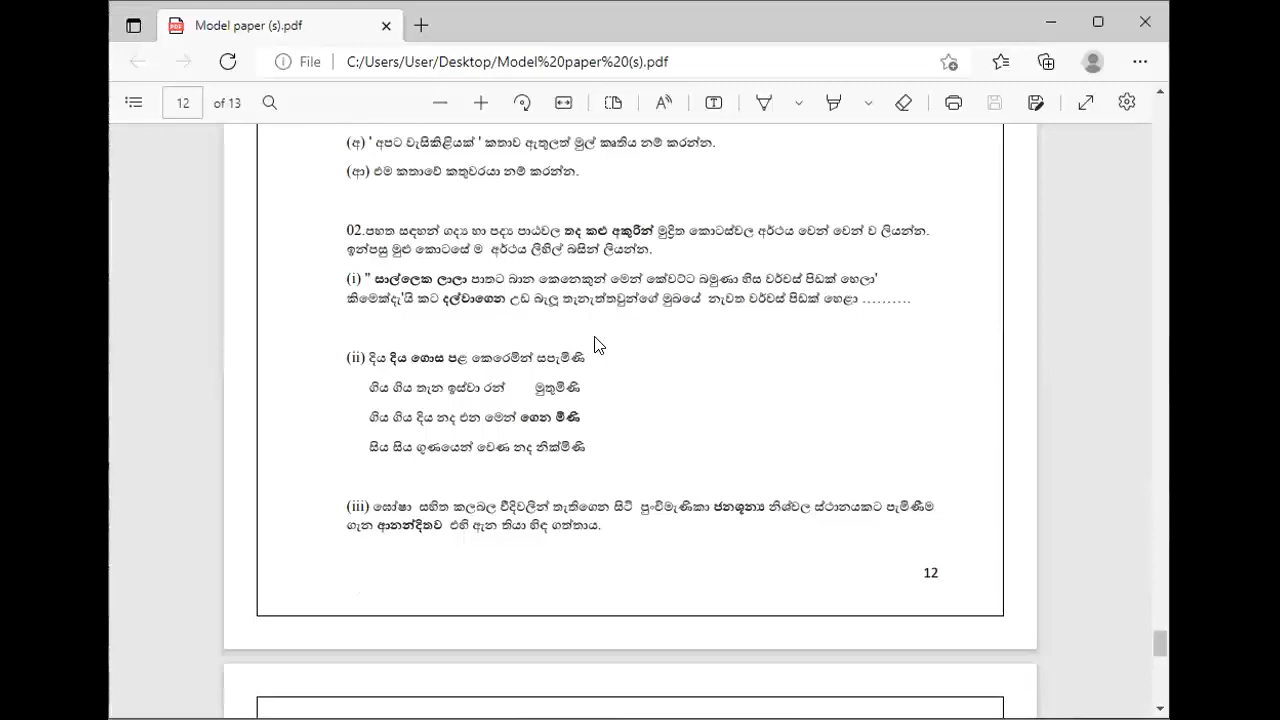 Model paper (s).pdf
File C:/Users/User/Desktop/Model%20paper%20(s).pdf
12 of 13
(අ) ' අපට වැසිකිළියක් ' කතාව ඇතුලත් මුල් කෘතිය නම් කරන්න.
(ආ) එම කතාවේ කතුවරයා නම් කරන්න.
02.පහත සඳහන් ගද්‍ය හා පද්‍ය පාඨවල තද කළු අකුරින් මුද්‍රිත කොටස්වල අර්ථය වෙන් වෙන් ව ලියන්න.
ඉන්පසු මුළු කොටසේ ම අර්ථය ලිහිල් බසින් ලියන්න.
(i) " සාල්ලෙක ලාලා පාතට බාන කෙනෙකුන් මෙන් කේවට්ට බමුණා හිස වර්චස් පිඩක් හෙලා'
කිමෙක්දැ'යි කට දල්වාගෙන උඩ බැලූ තැනැත්තවුන්ගේ මුඛයේ නැවත වර්චස් පිඩක් හෙළා ..........
(ii) දිය දිය ගොස පළ කෙරෙමින් සපැමිණි
ගිය ගිය තැන ඉස්වා රන් මුතුමිණි
ගිය ගිය දිය නද එන මෙන් ගෙන මිණි
සිය සිය ගුණයෙන් වෙණ නද නික්මිණි
(iii) ඝෝෂා සහිත කලබල වීදිවලින් තැතිගෙන සිටි පුංචිමැණිකා ජනශූන්‍ය නිශ්චල ස්ථානයකට පැමිණීම
ගැන ආනන්දිතව එහි ඇන තියා හිඳ ගත්තාය.
12